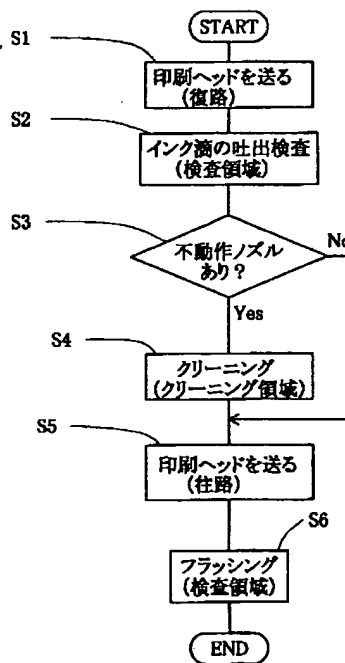 START
S1
印刷ヘッドを送る
(復路)
S2
インク滴の吐出検査
(検査領域)
S3
不動作ノズル
あり?
No
Yes
S4
クリーニング
(クリーニング領域)
S5
印刷ヘッドを送る
(往路)
S6
フラッシング
(検査領域)
END